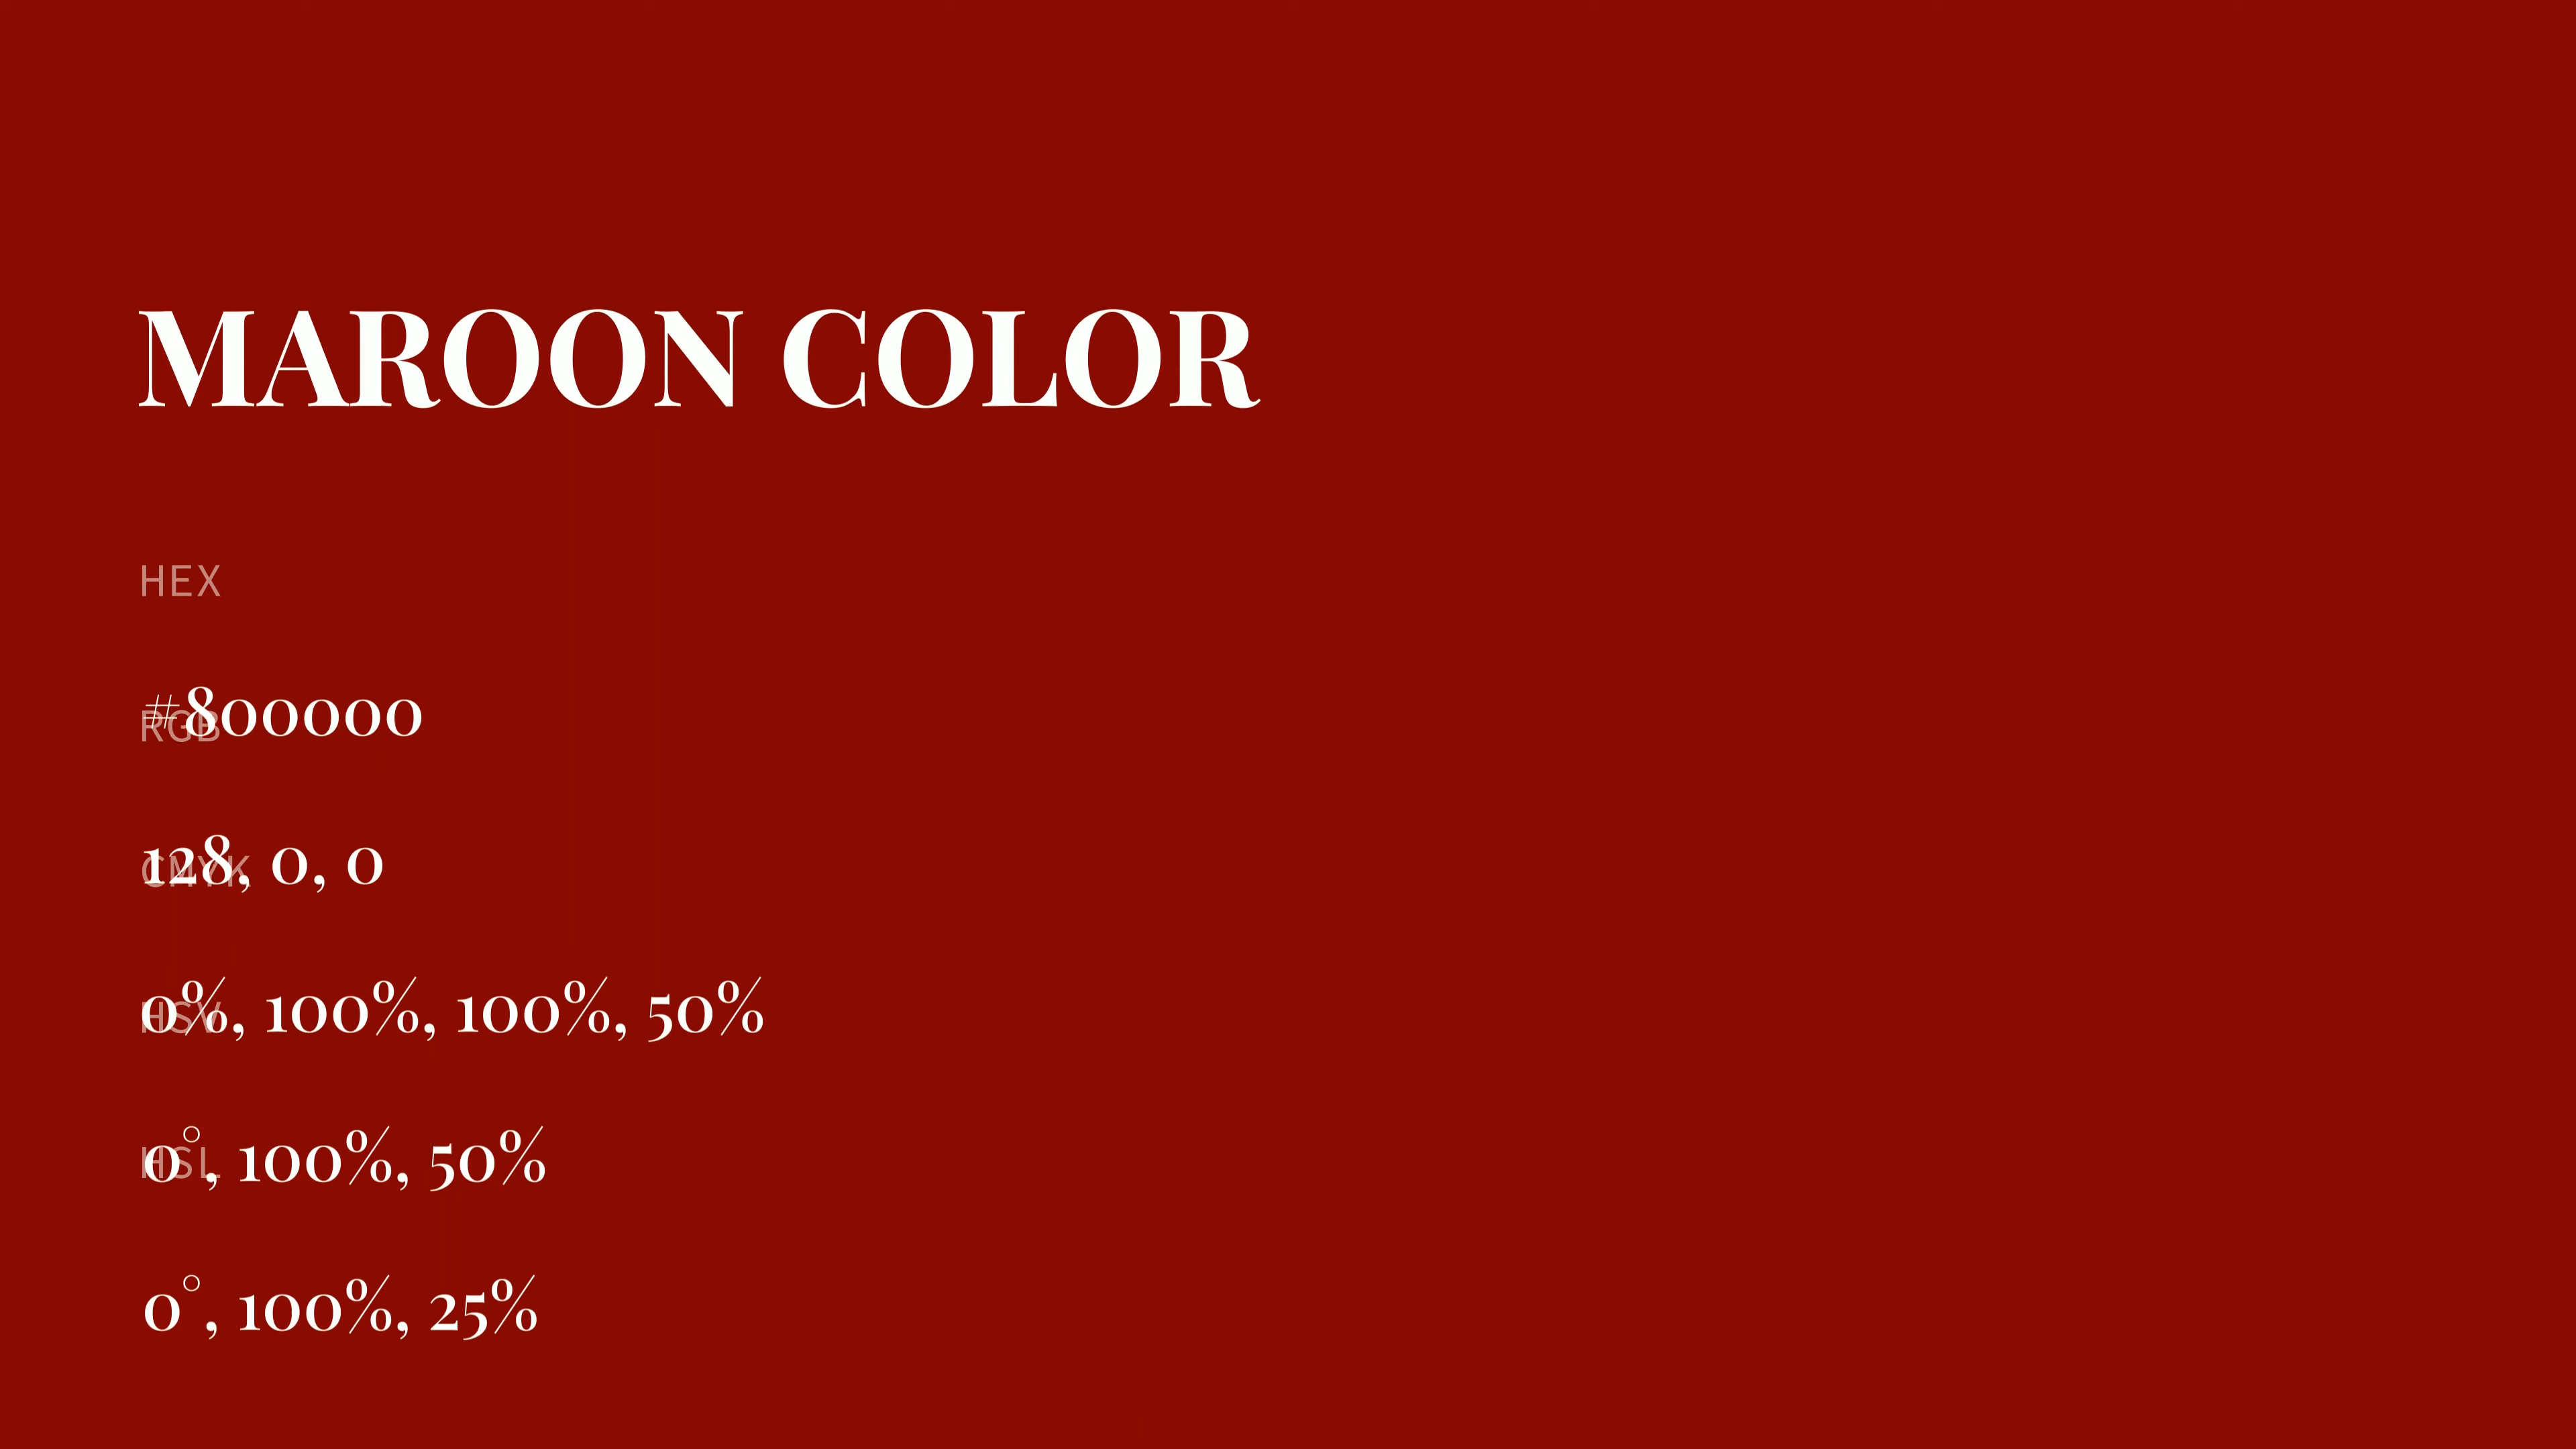 MAROON COLOR
HEX
#800000
RGB
128, 0, 0
CMYK
0%, 100%, 100%, 50%
HSV
0°, 100%, 50%
HSL
0°, 100%, 25%